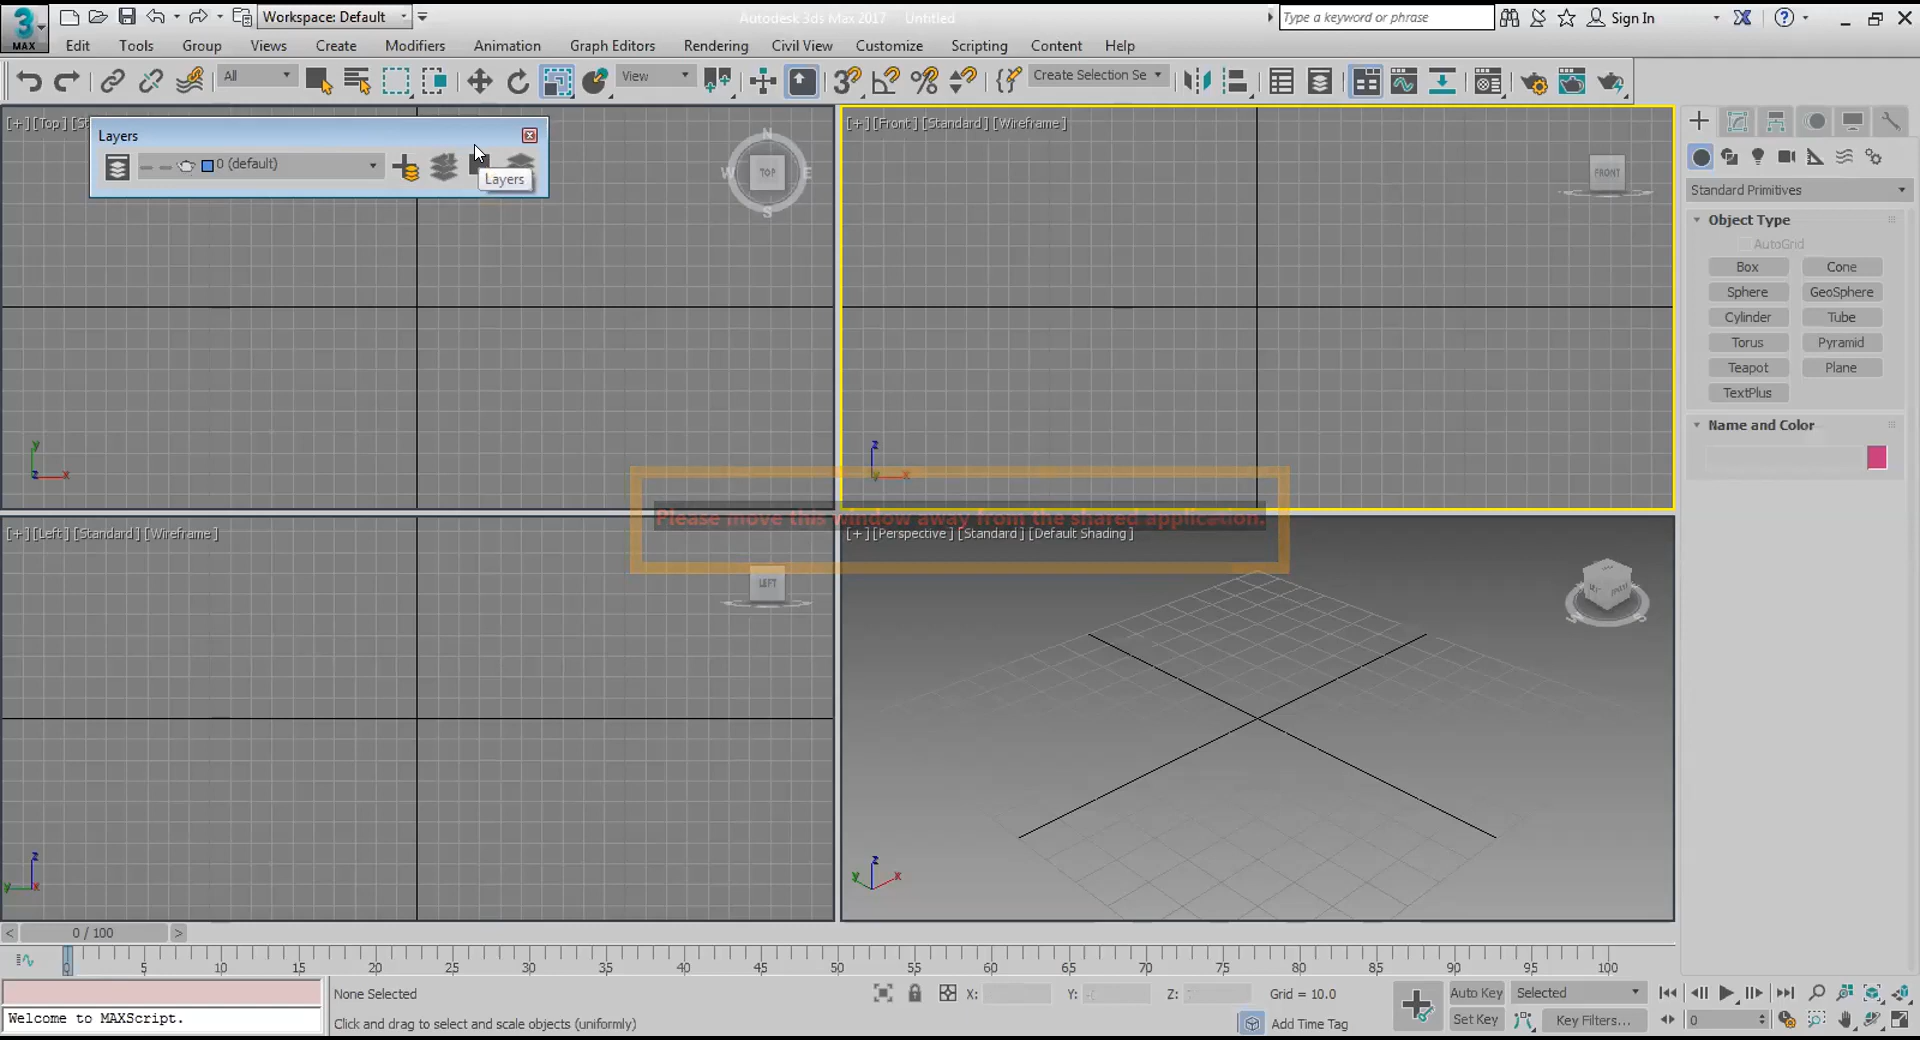 3
MAX
Workspace: Default
Autodesk 3ds Max 2017 Untitled
Type a keyword or phrase
Sign In
Edit Tools Group Views Create Modifiers Animation Graph Editors Rendering Civil View Customize Scripting Content Help
All
View
Create Selection Se
[+][Top]
Layers
0 (default)
Layers
N
W TOP E
S
[+][Front][Standard][Wireframe]
FRONT
Standard Primitives
Object Type
AutoGrid
Box Cone
Sphere GeoSphere
Cylinder Tube
Torus Pyramid
Teapot Plane
TextPlus
Name and Color
y
z x
z
y x
Please move this window away from the shared application.
[+][Left][Standard][Wireframe]
LEFT
[+][Perspective][Standard][Default Shading]
z
y x
z
y x
< 0 / 100 >
0 5 10 15 20 25 30 35 40 45 50 55 60 65 70 75 80 85 90 95 100
None Selected
X: Y: Z: Grid = 10.0
Auto Key Selected
Welcome to MAXScript.
Click and drag to select and scale objects (uniformly)
Add Time Tag
Set Key Key Filters... 0